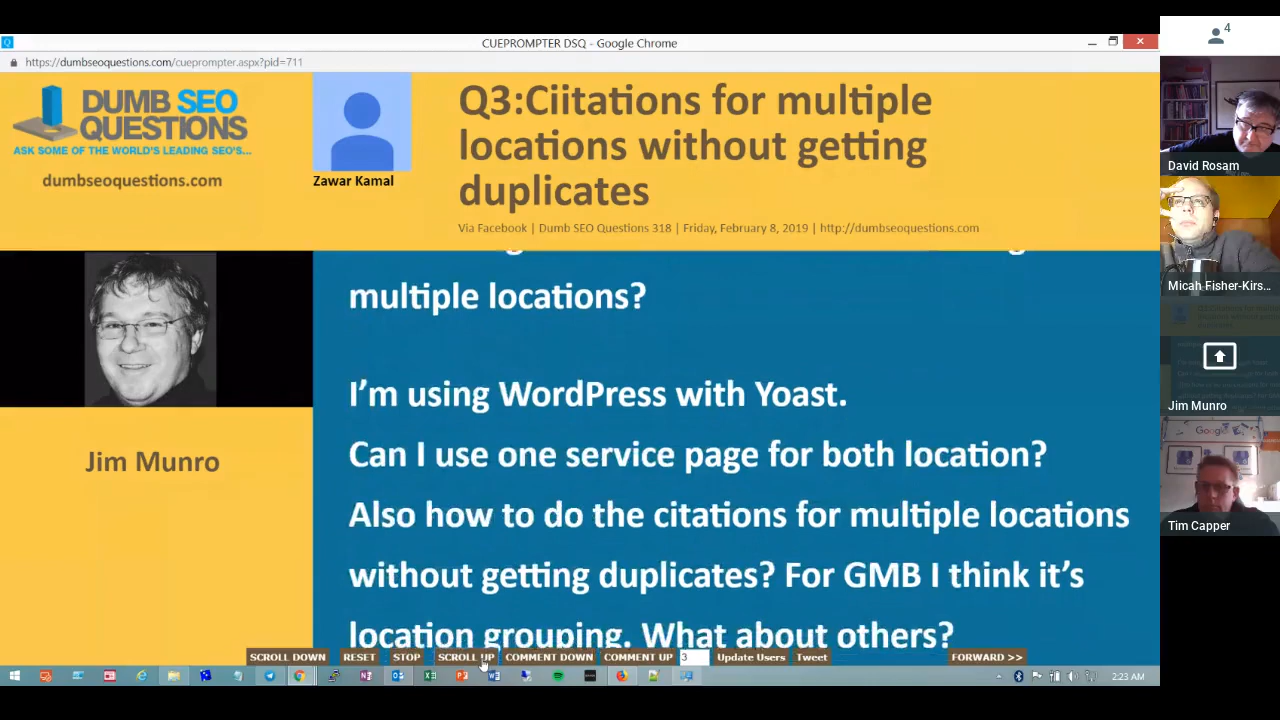 CUEPROMPTER DSQ - Google Chrome
https://dumbseoquestions.com/cueprompter.aspx?pid=711
DUMB SEO
QUESTIONS
ASK SOME OF THE WORLD'S LEADING SEO'S...
dumbseoquestions.com
Zawar Kamal
Q3:Ciitations for multiple
locations without getting
duplicates
Via Facebook | Dumb SEO Questions 318 | Friday, February 8, 2019 | http://dumbseoquestions.com
Jim Munro
multiple locations?
I'm using WordPress with Yoast.
Can I use one service page for both location?
Also how to do the citations for multiple locations
without getting duplicates? For GMB I think it's
location grouping. What about others?
SCROLL DOWN
RESET
STOP
SCROLL UP
COMMENT DOWN
COMMENT UP
3
Update Users
Tweet
FORWARD >>
2:23 AM
4
David Rosam
Micah Fisher-Kirs...
Jim Munro
Google
Tim Capper